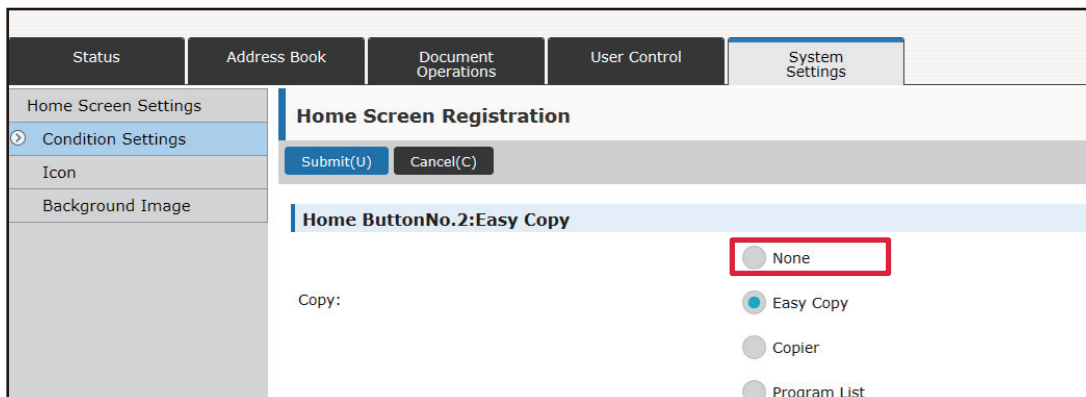 Status
Address Book
Document
Operations
User Control
System
Settings
Home Screen Settings
Condition Settings
Icon
Background Image
Home Screen Registration
Submit(U)
Cancel(C)
Home ButtonNo.2:Easy Copy
None
Copy:
Easy Copy
Copier
Program List